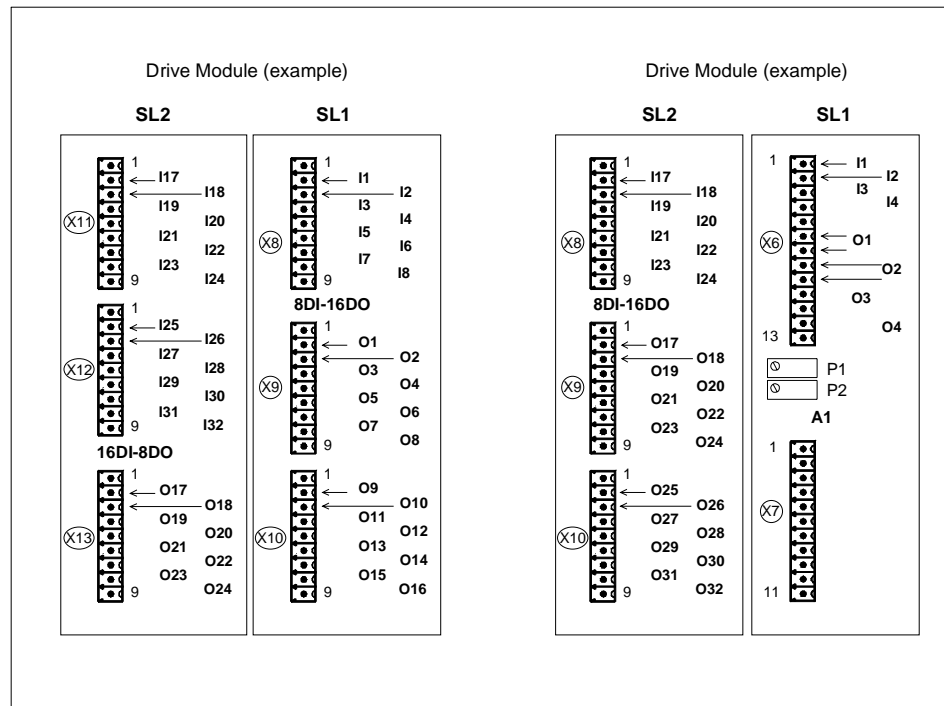 Drive Module (example)
SL2
SL1
X11
1
I17
I18
I19
I20
I21
I22
I23
I24
9
X12
1
I25
I26
I27
I28
I29
I30
I31
I32
9
16DI-8DO
X13
1
O17
O18
O19
O20
O21
O22
O23
O24
9
X8
1
I1
I2
I3
I4
I5
I6
I7
I8
9
8DI-16DO
X9
1
O1
O2
O3
O4
O5
O6
O7
O8
9
X10
1
O9
O10
O11
O12
O13
O14
O15
O16
9
Drive Module (example)
SL2
SL1
X8
1
I17
I18
I19
I20
I21
I22
I23
I24
9
8DI-16DO
X9
1
O17
O18
O19
O20
O21
O22
O23
O24
9
X10
1
O25
O26
O27
O28
O29
O30
O31
O32
9
X6
1
I1
I2
I3
I4
O1
O2
O3
O4
13
P1
P2
A1
X7
1
11